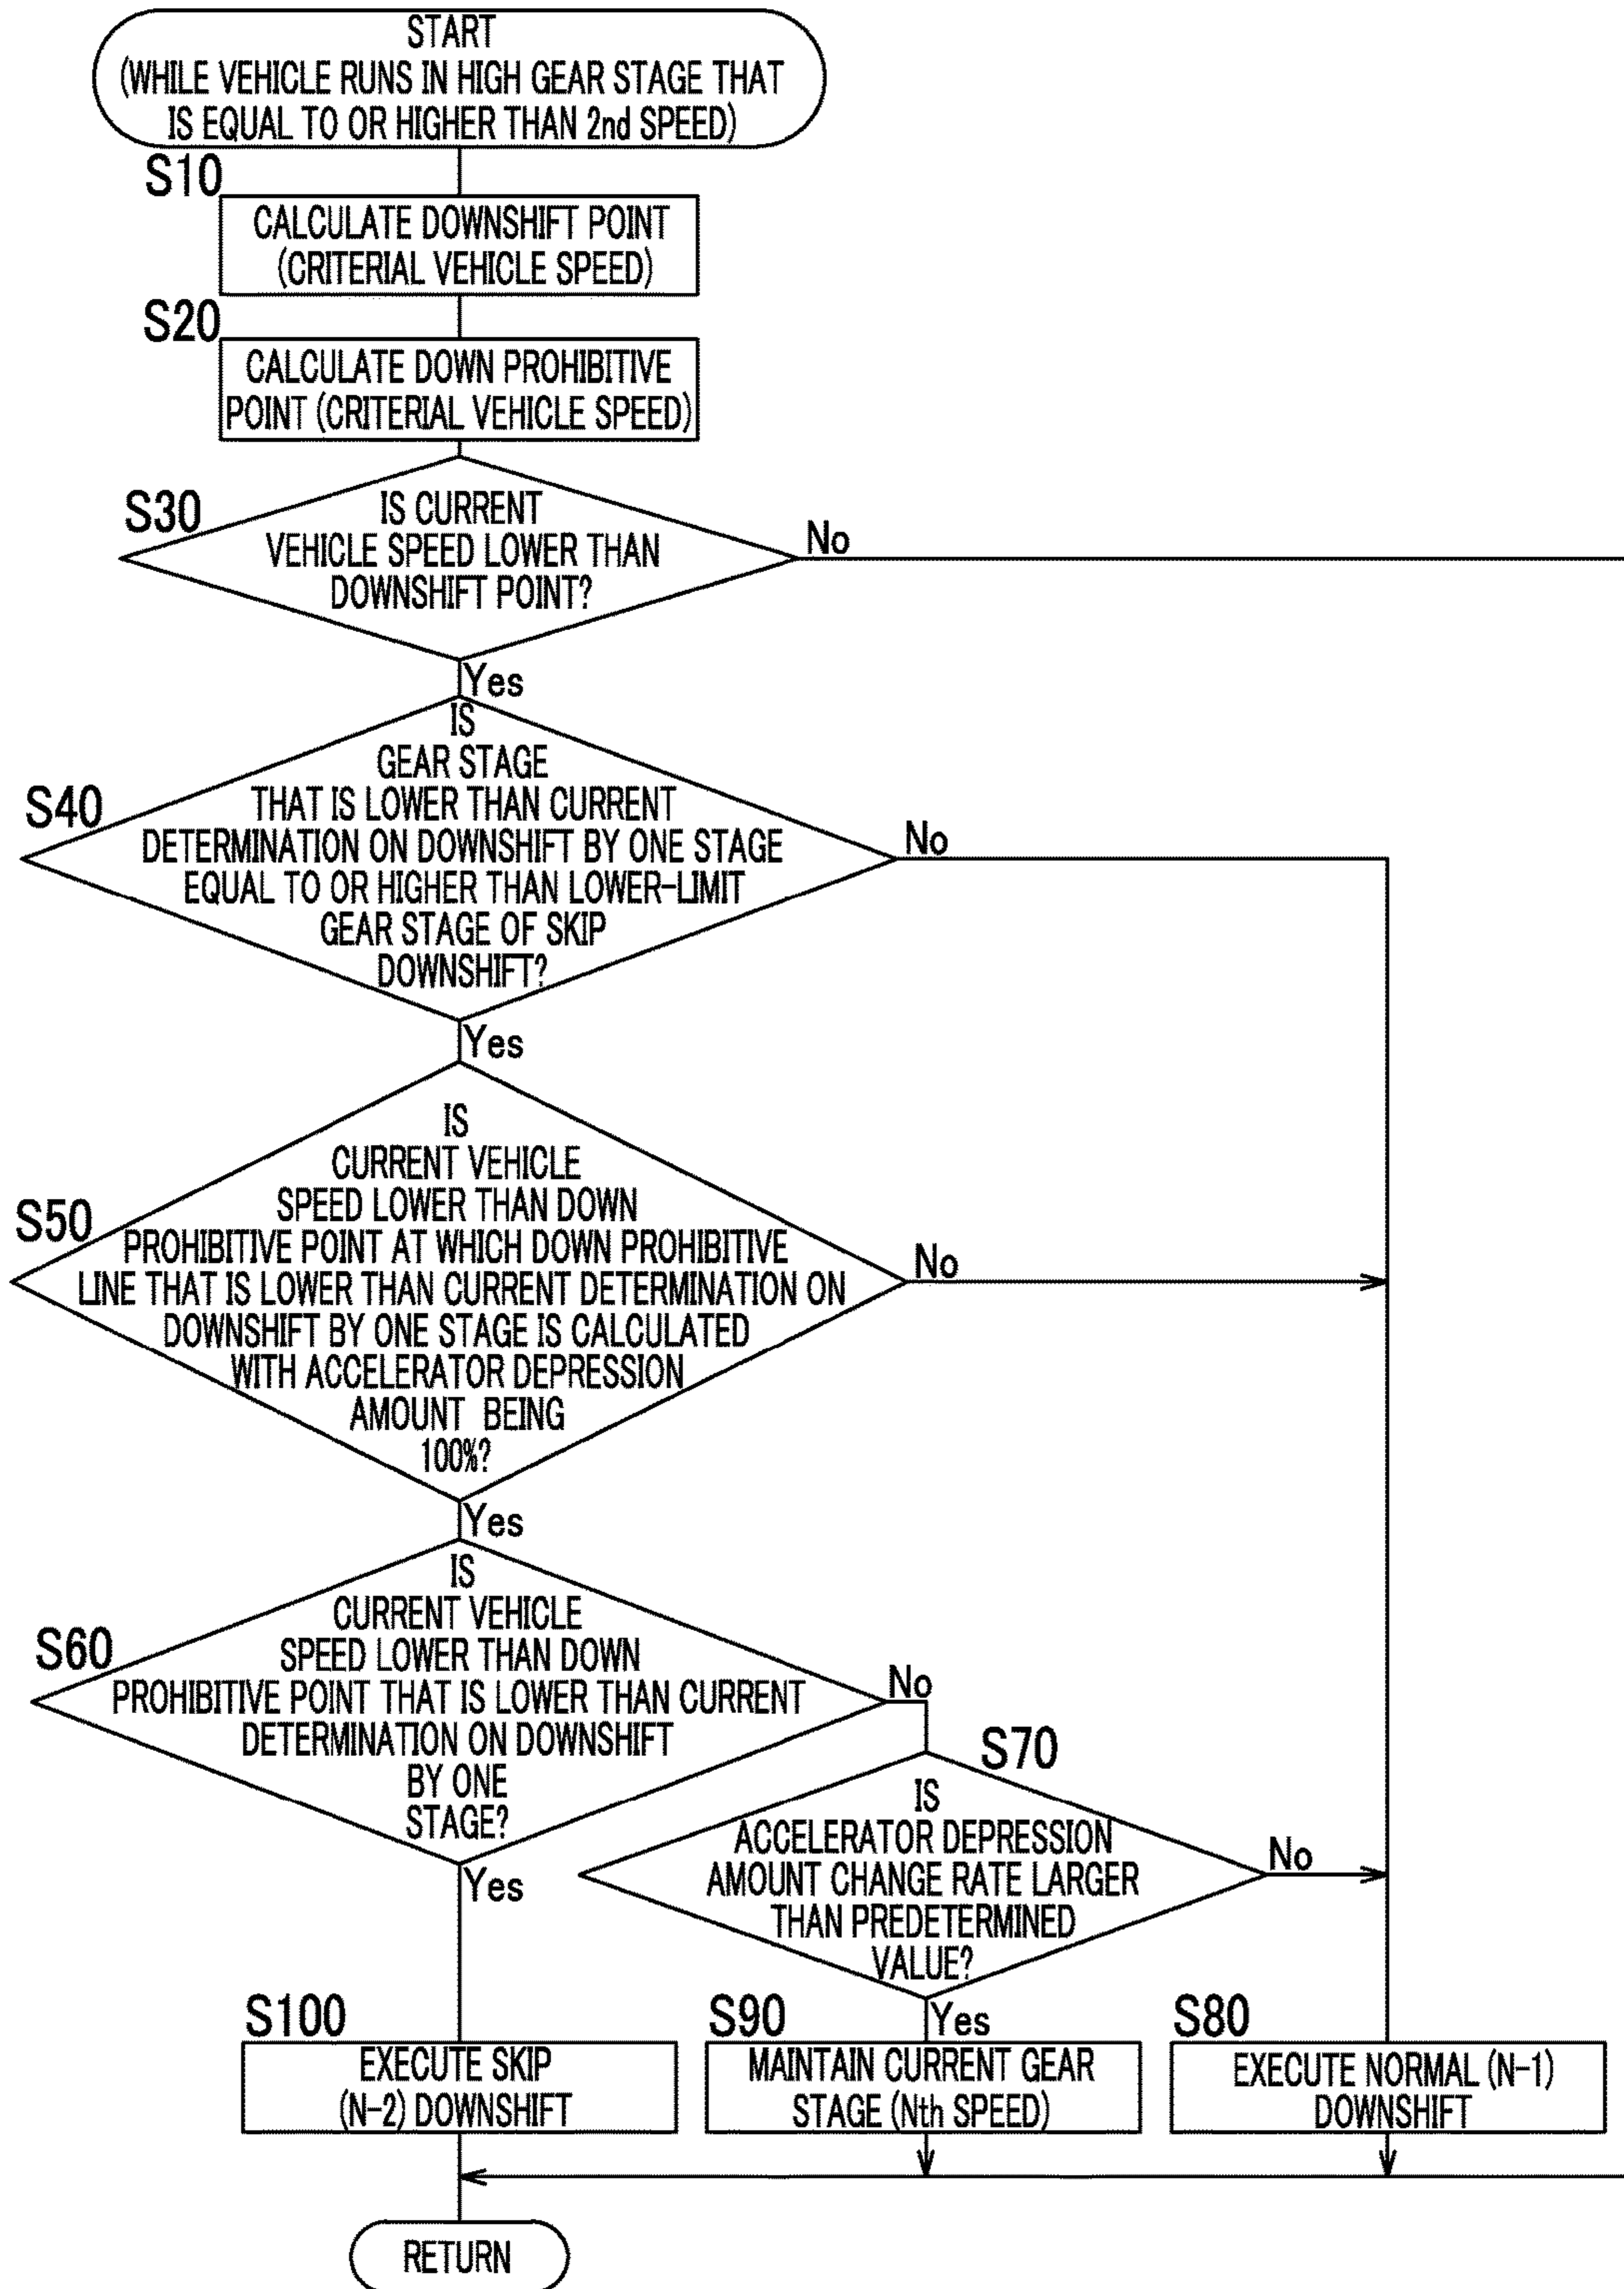 START
(WHILE VEHICLE RUNS IN HIGH GEAR STAGE THAT
IS EQUAL TO OR HIGHER THAN 2nd SPEED)
S10
CALCULATE DOWNSHIFT POINT
(CRITERIAL VEHICLE SPEED)
S20
CALCULATE DOWN PROHIBITIVE
POINT (CRITERIAL VEHICLE SPEED)
S30
IS CURRENT
VEHICLE SPEED LOWER THAN
DOWNSHIFT POINT?
No
Yes
S40
IS
GEAR STAGE
THAT IS LOWER THAN CURRENT
DETERMINATION ON DOWNSHIFT BY ONE STAGE
EQUAL TO OR HIGHER THAN LOWER-LIMIT
GEAR STAGE OF SKIP
DOWNSHIFT?
No
Yes
S50
IS
CURRENT VEHICLE
SPEED LOWER THAN DOWN
PROHIBITIVE POINT AT WHICH DOWN PROHIBITIVE
LINE THAT IS LOWER THAN CURRENT DETERMINATION ON
DOWNSHIFT BY ONE STAGE IS CALCULATED
WITH ACCELERATOR DEPRESSION
AMOUNT BEING
100%?
No
Yes
S60
IS
CURRENT VEHICLE
SPEED LOWER THAN DOWN
PROHIBITIVE POINT THAT IS LOWER THAN CURRENT
DETERMINATION ON DOWNSHIFT
BY ONE
STAGE?
No
Yes
S70
IS
ACCELERATOR DEPRESSION
AMOUNT CHANGE RATE LARGER
THAN PREDETERMINED
VALUE?
No
Yes
S100
EXECUTE SKIP
(N-2) DOWNSHIFT
S90
MAINTAIN CURRENT GEAR
STAGE (Nth SPEED)
S80
EXECUTE NORMAL (N-1)
DOWNSHIFT
RETURN